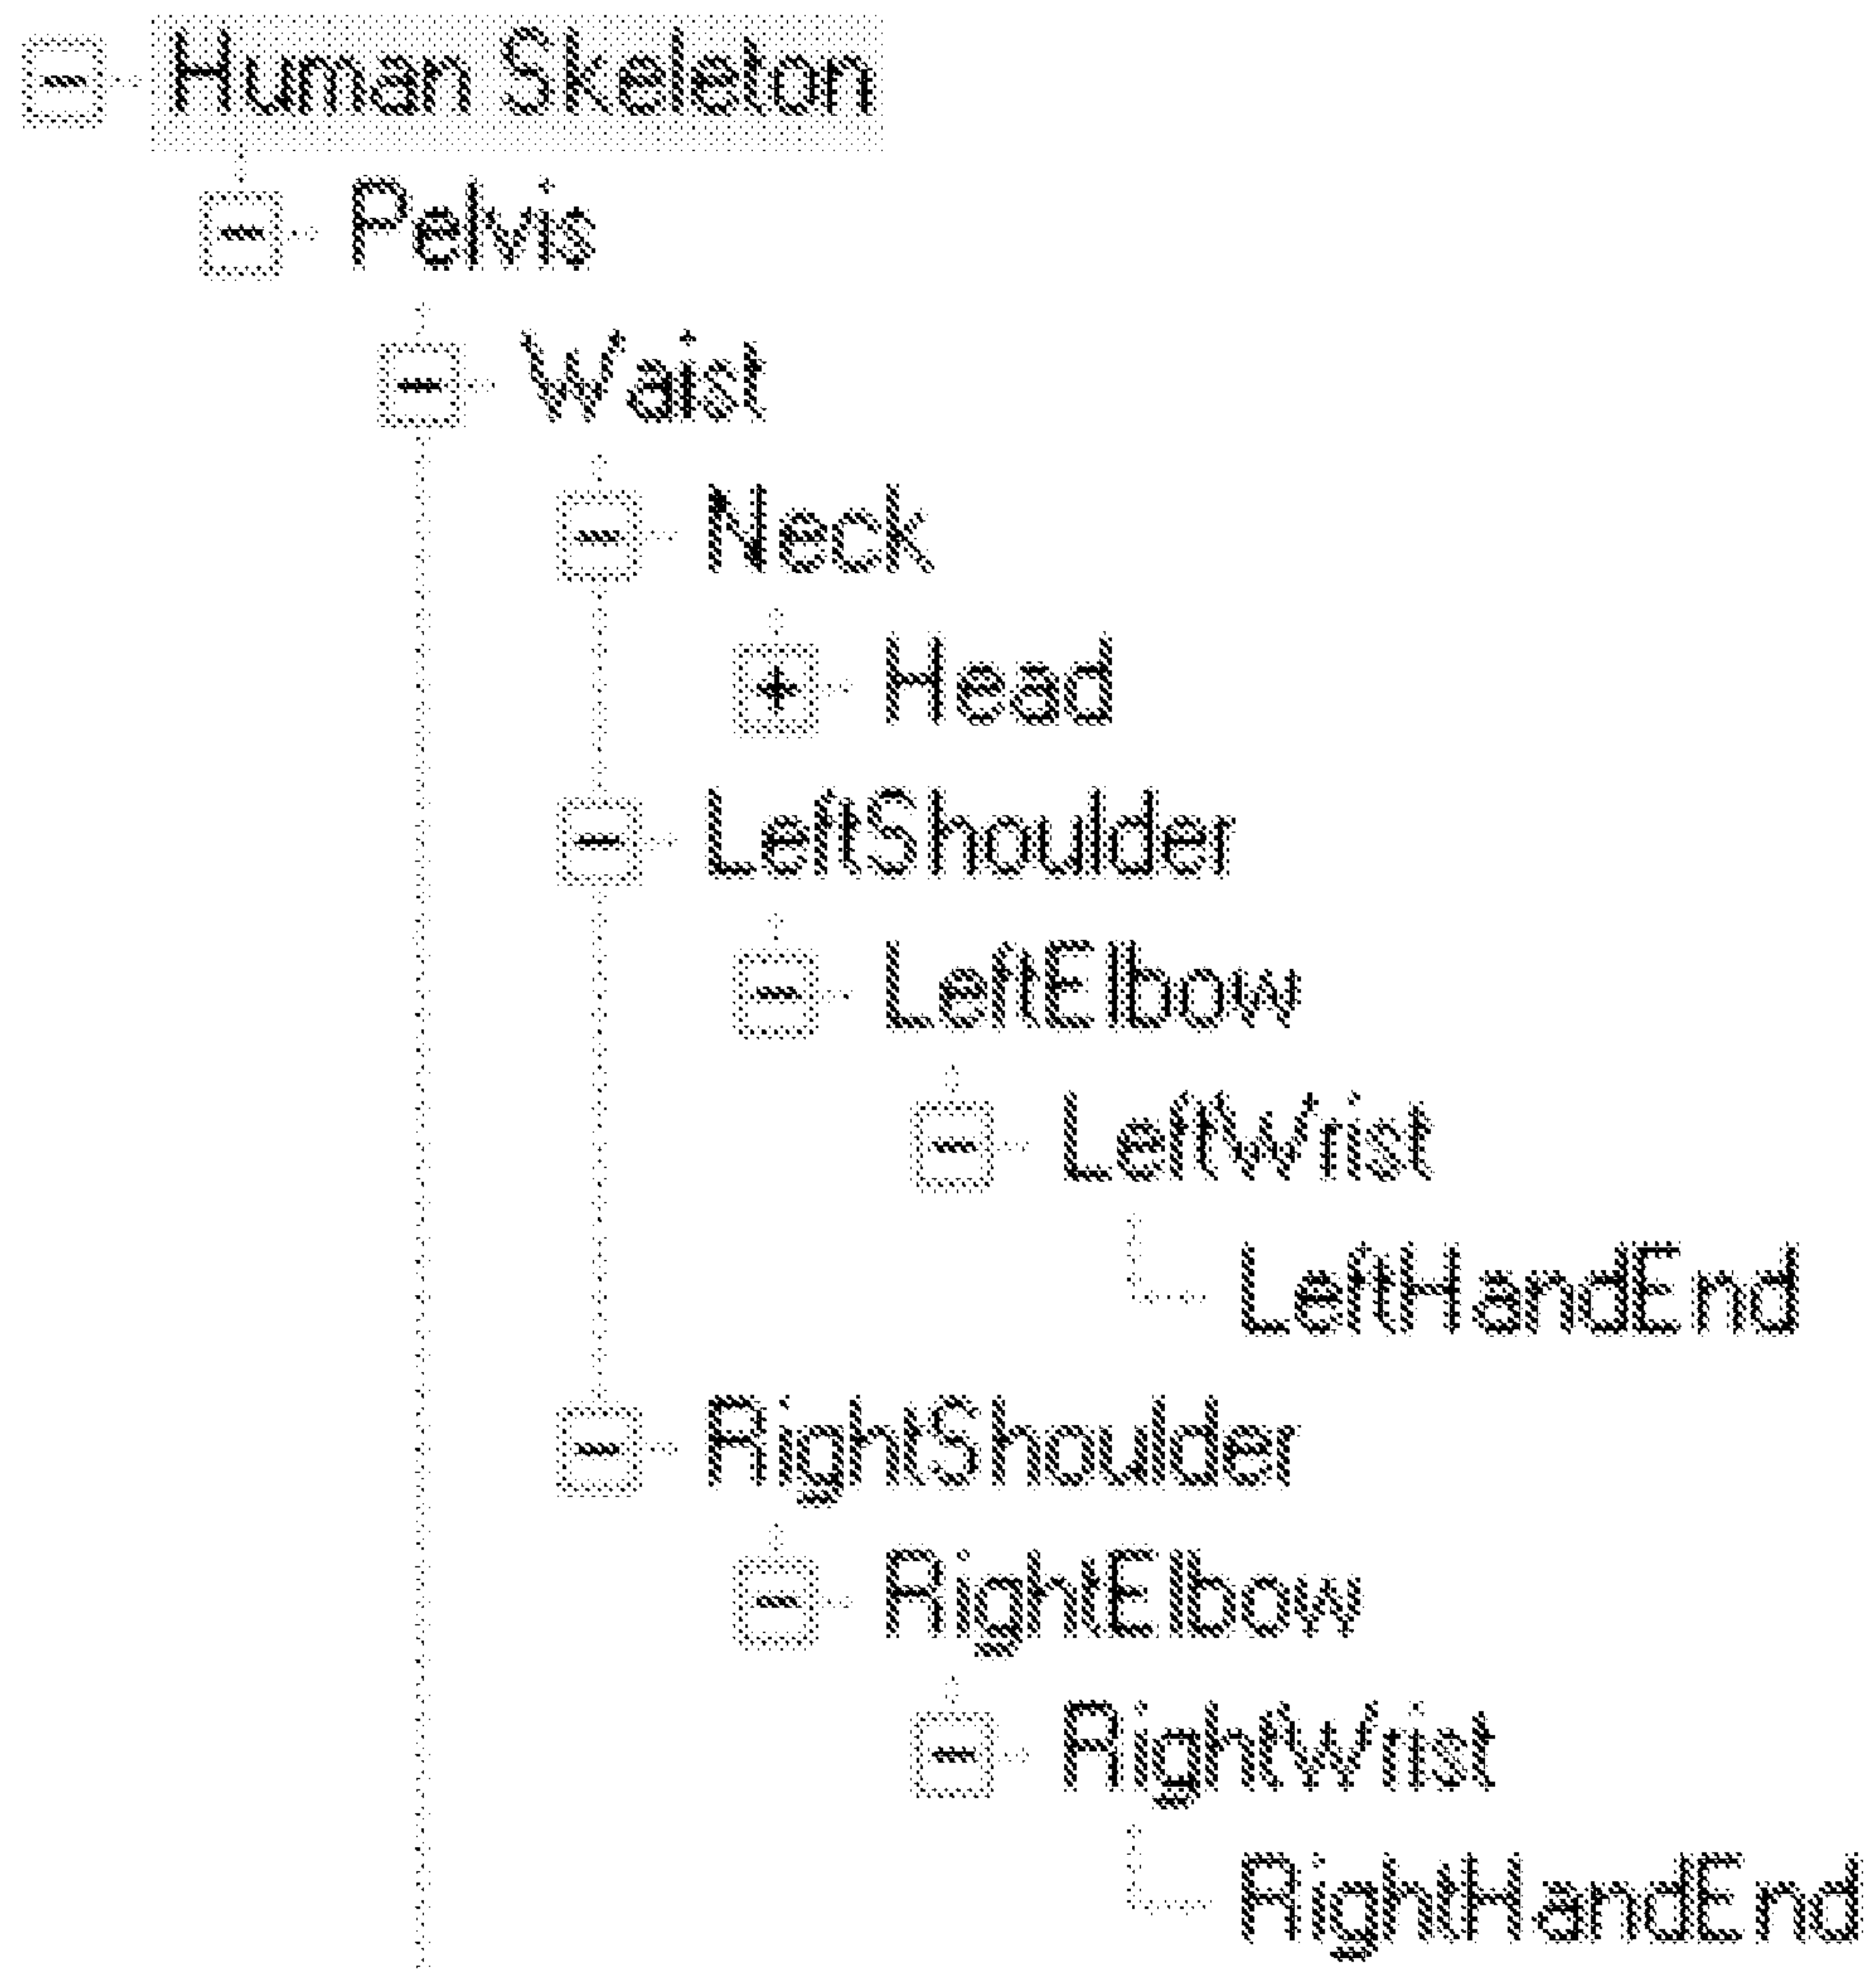 Human Skeleton
Pelvis
Waist
Neck
Head
LeftShoulder
LeftElbow
LeftWrist
LeftHandEnd
RightShoulder
RightElbow
RightWrist
RightHandEnd